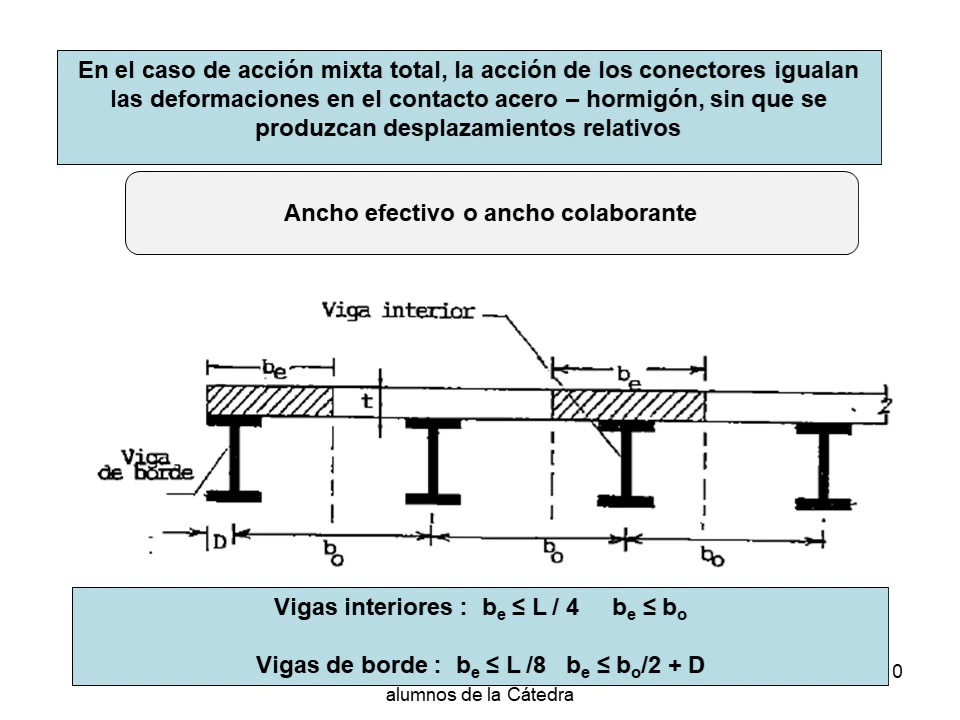 En el caso de acción mixta total, la acción de los conectores igualan
las deformaciones en el contacto acero – hormigón, sin que se
produzcan desplazamientos relativos
Ancho efectivo o ancho colaborante
Viga interior
be
be
t
Viga
de borde
D
bo
bo
bo
Vigas interiores : be ≤ L / 4 be ≤ bo
Vigas de borde : be ≤ L /8 be ≤ bo/2 + D
0
alumnos de la Cátedra